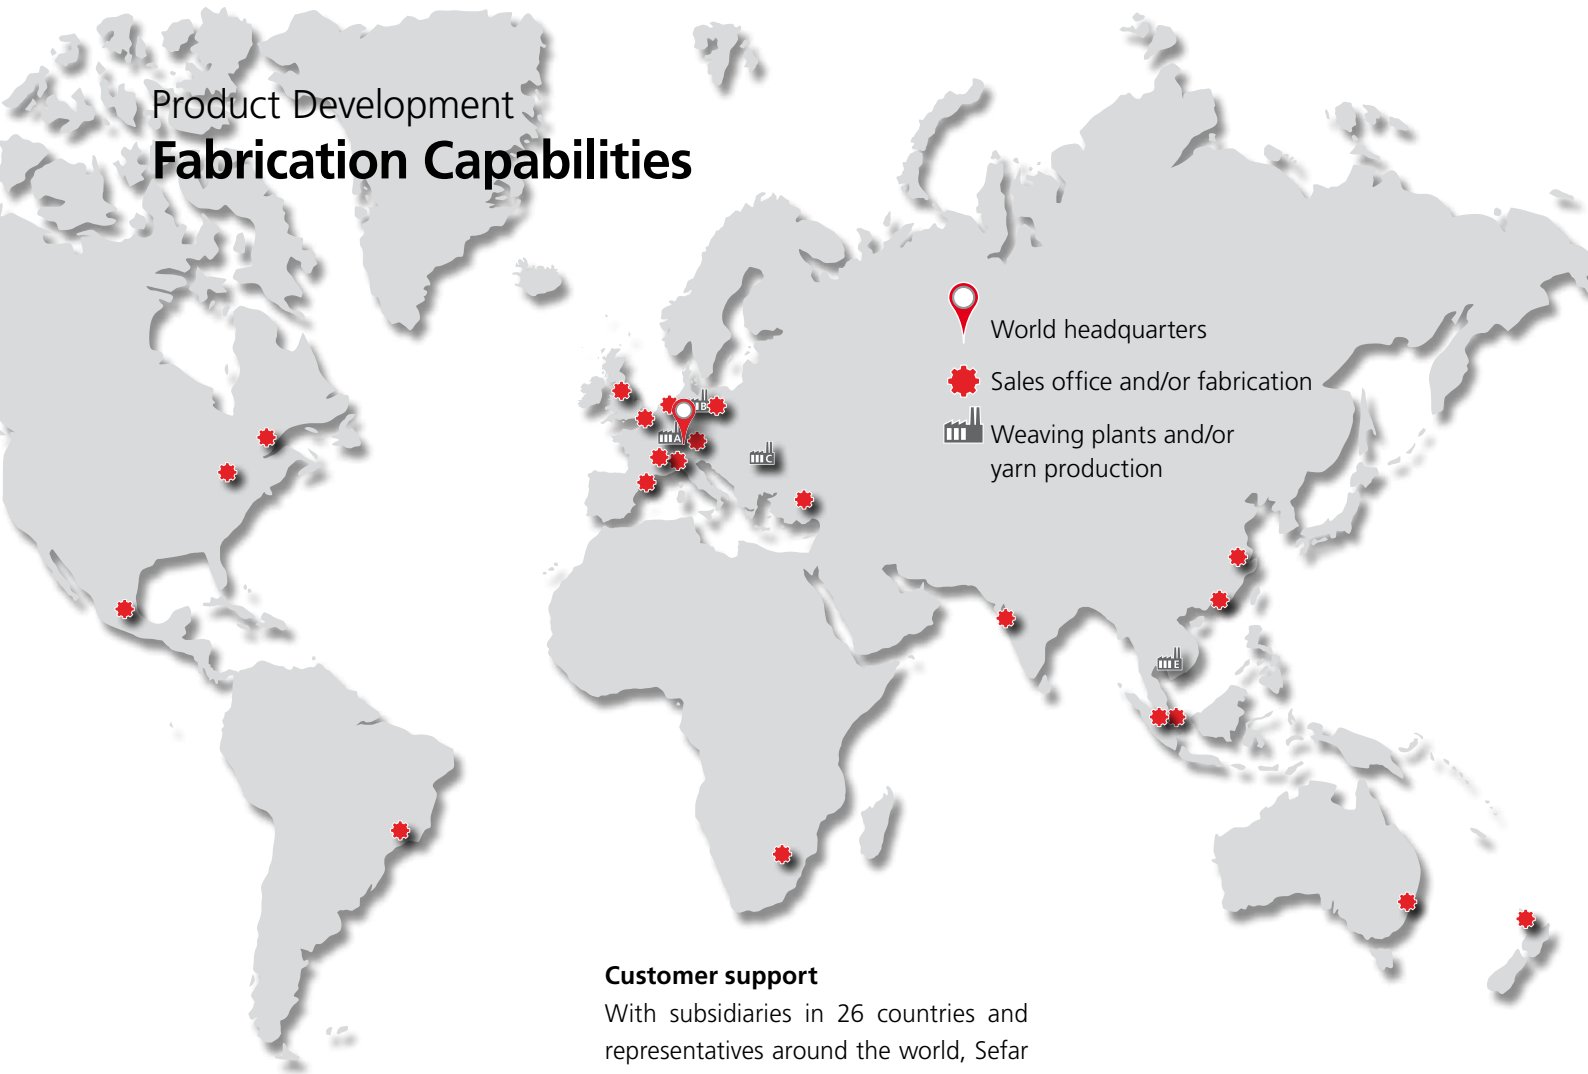 Product Development
Fabrication Capabilities
World headquarters
Sales office and/or fabrication
Weaving plants and/or
yarn production
B
A
C
E
Customer support
With subsidiaries in 26 countries and
representatives around the world, Sefar